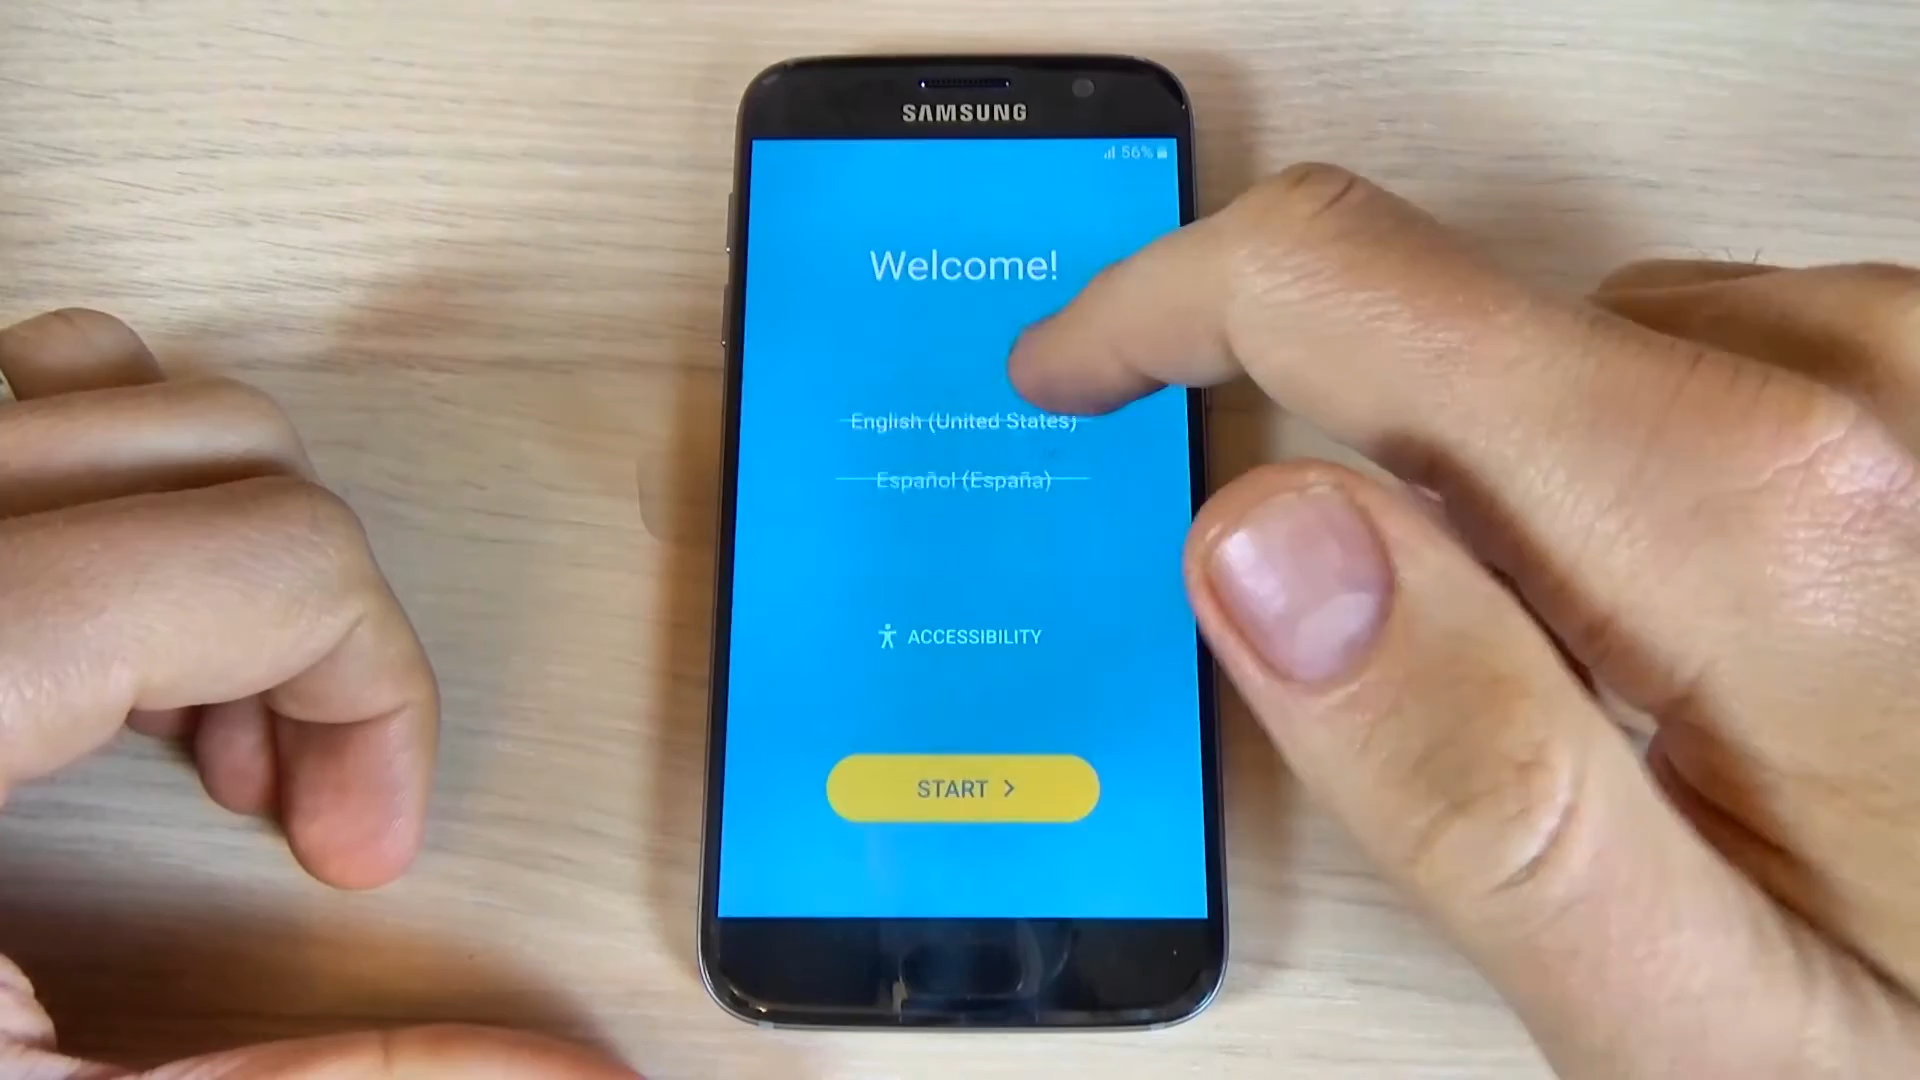 SAMSUNG
56%
Welcome!
English (United States)
Español (España)
ACCESSIBILITY
START >